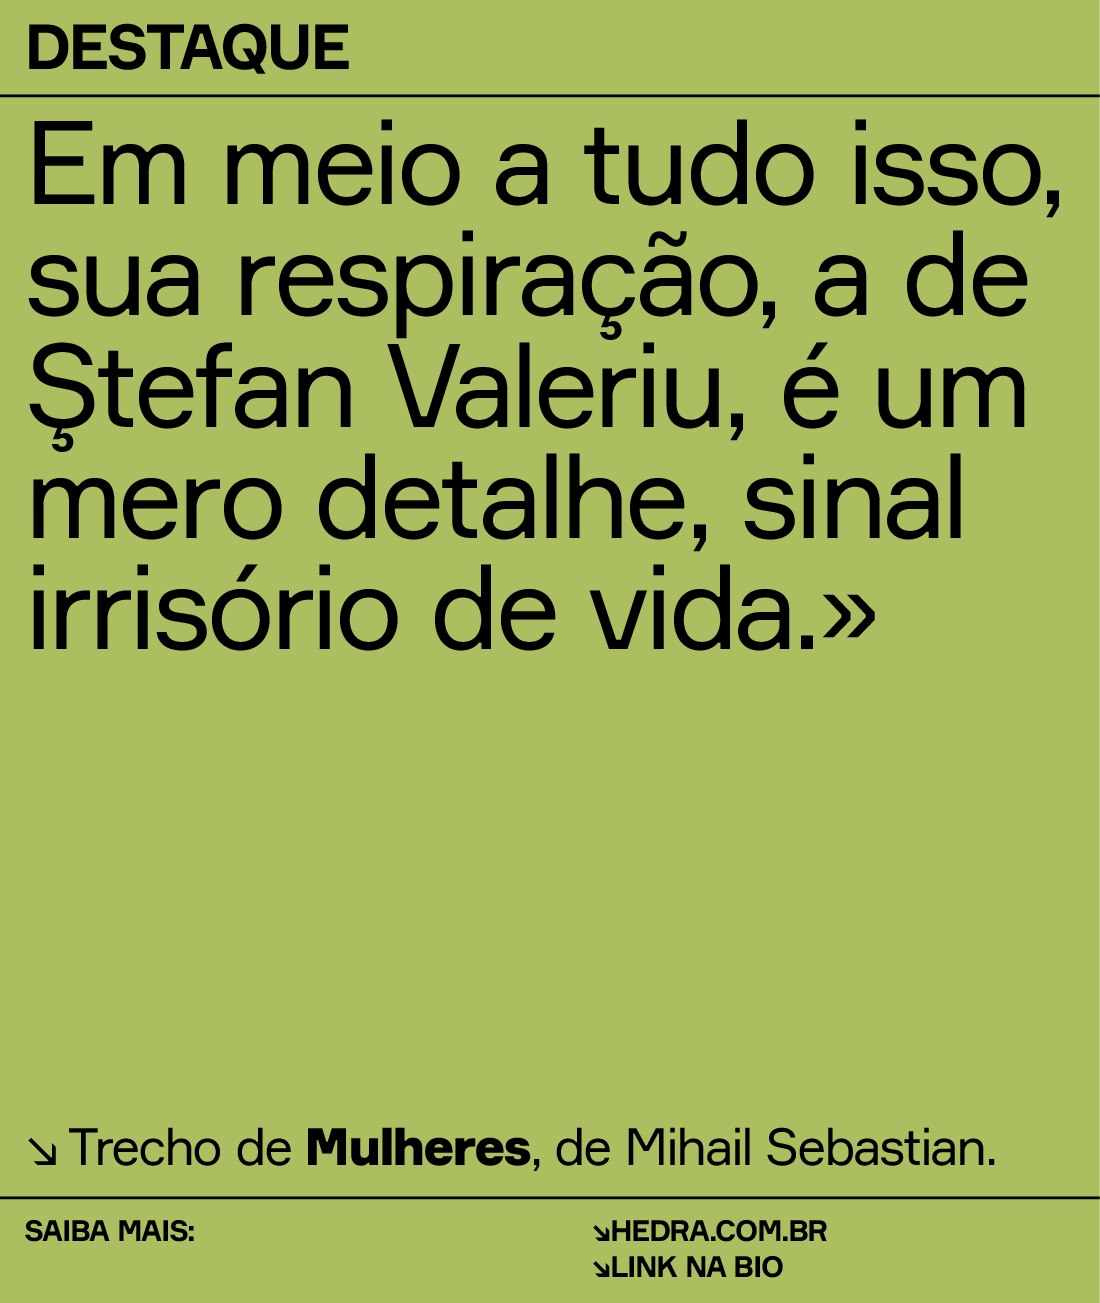 DESTAQUE
Em meio a tudo isso,
sua respiração, a de
Ştefan Valeriu, é um
mero detalhe, sinal
irrisório de vida.»
↘ Trecho de Mulheres, de Mihail Sebastian.
SAIBA MAIS:
↘HEDRA.COM.BR
↘LINK NA BIO